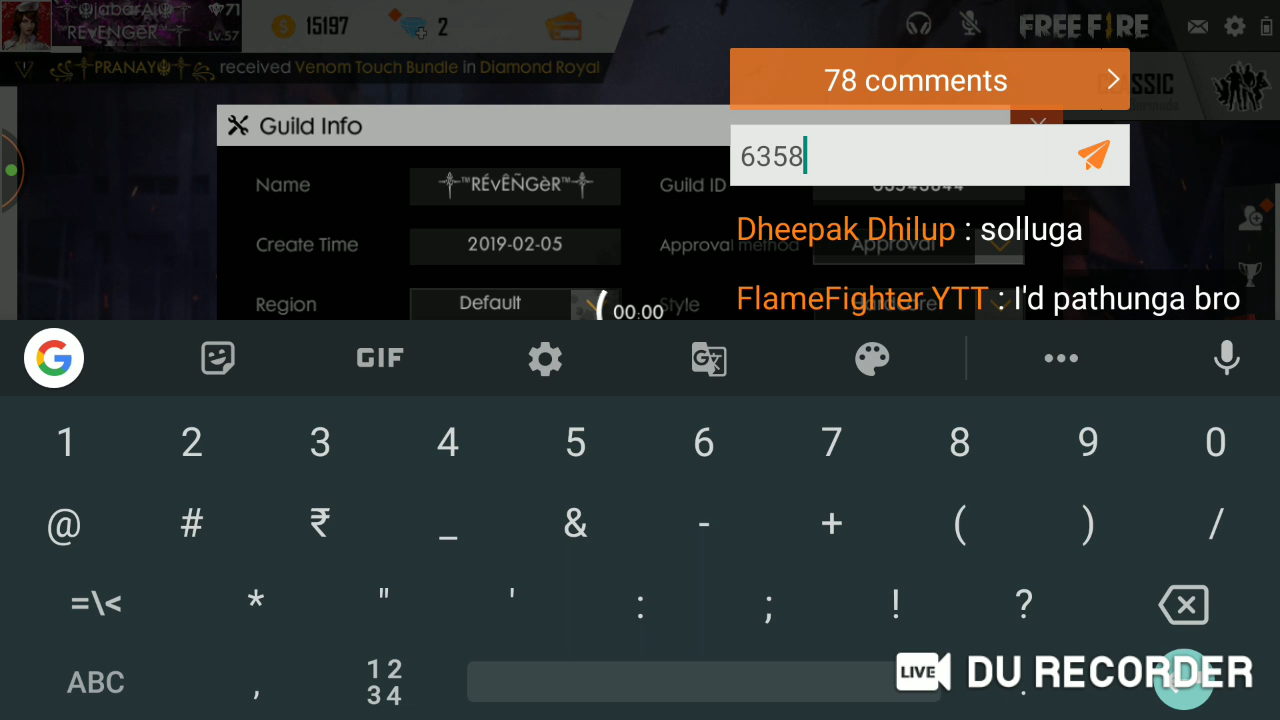 71
REVENGER
Lv.57
15197
2
FREE FIRE
PRANAY received Venom Touch Bundle in Diamond Royal
78 comments
Guild Info
6358
Name
™RÉvÊÑGèR™
Guild ID
Dheepak Dhilup : solluga
Create Time
2019-02-05
Approval method
Approval
FlameFighter YTT : I'd pathunga bro
Region
Default
00:00
Style
GIF
1 2 3 4 5 6 7 8 9 0
@ # ₹ _ & - + ( ) /
=\< * " ' : ; ! ?
ABC , 12 34 .
LIVE DU RECORDER